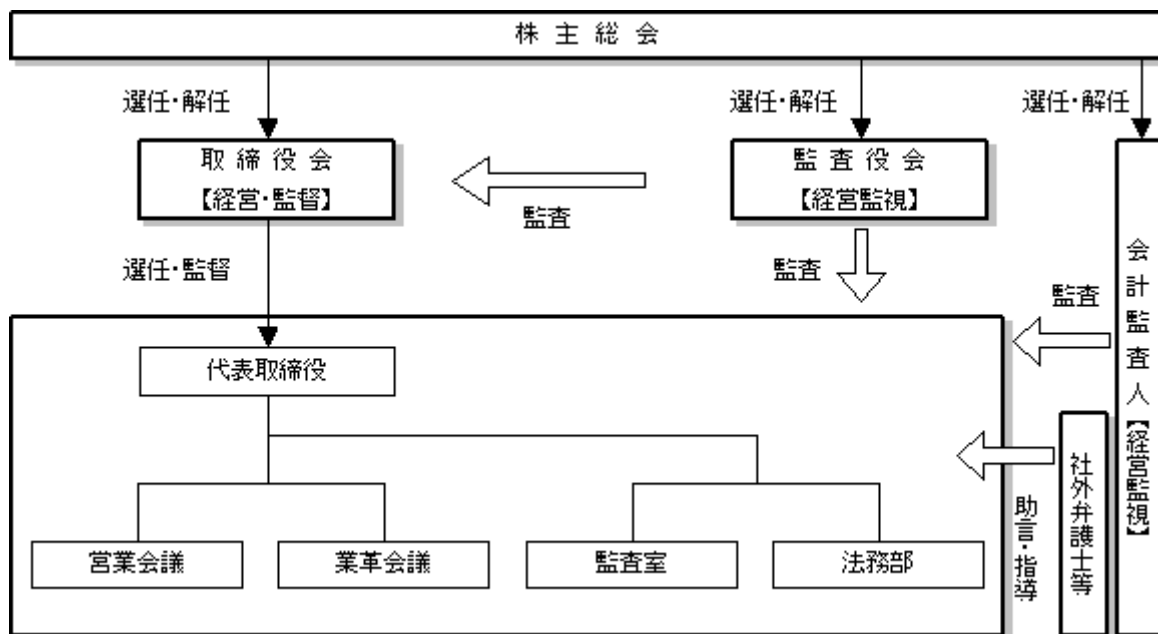 株主総会
選任・解任
選任・解任
選任・解任
取締役会
【経営・監督】
監査役会
【経営監視】
監査
選任・監督
監査
監査
会計監査人【経営監視】
代表取締役
社外弁護士等
助言・指導
営業会議
業革会議
監査室
法務部